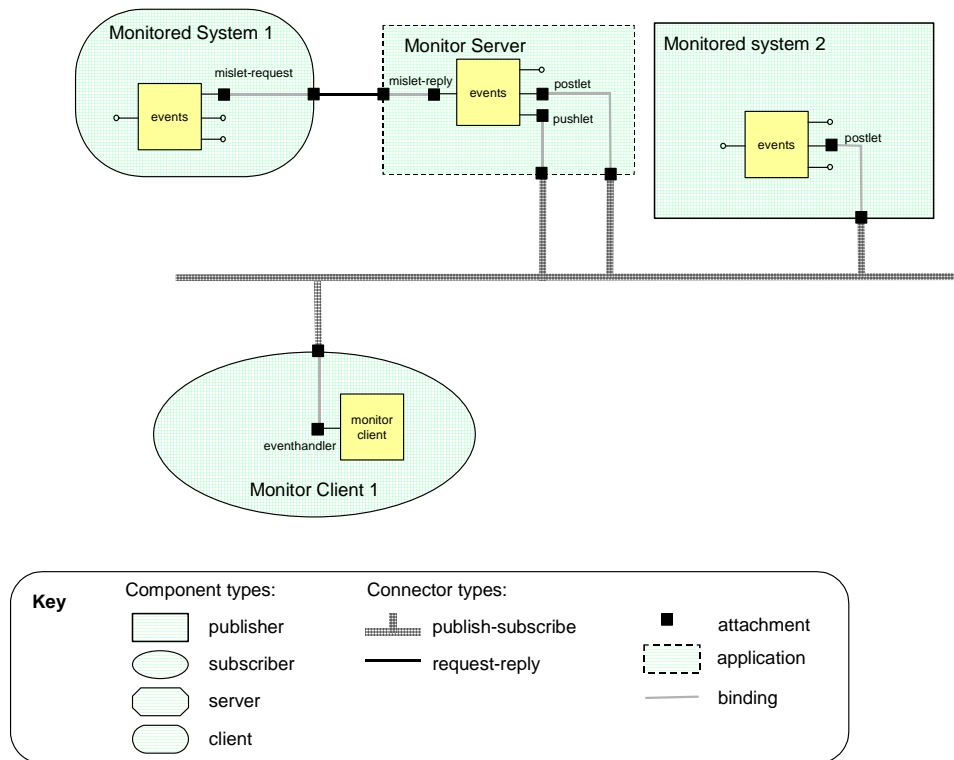 Monitored System 1
Monitor Server
Monitored system 2
mislet-request
mislet-reply
postlet
events
events
pushlet
postlet
events
monitor
client
eventhandler
Monitor Client 1
Key
Component types:
Connector types:
publisher
publish-subscribe
attachment
subscriber
request-reply
application
server
binding
client